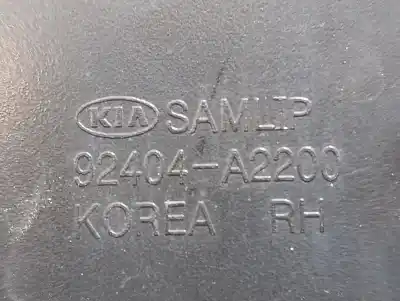 KIA SAMLIP
92404-A2200
KOREA RH